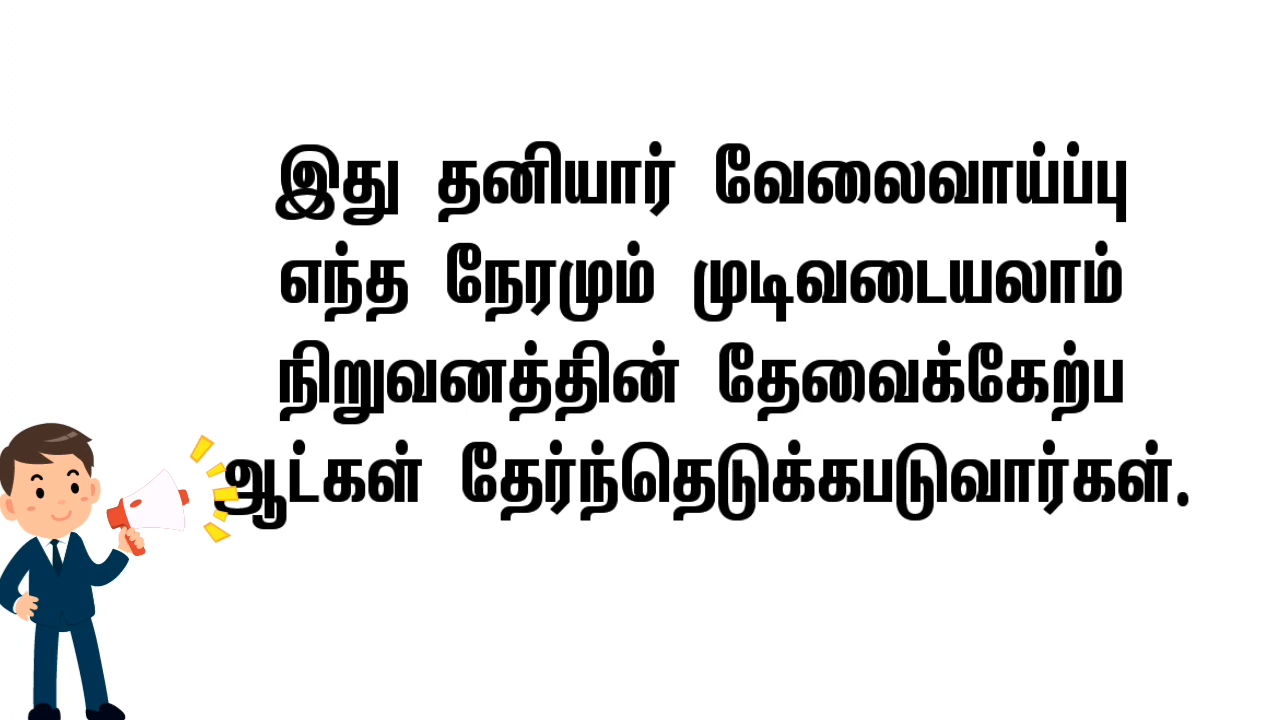 இது தனியார் வேலைவாய்ப்பு
எந்த நேரமும் முடிவடையலாம்
நிறுவனத்தின் தேவைக்கேற்ப
ஆட்கள் தேர்ந்தெடுக்கபடுவார்கள்.